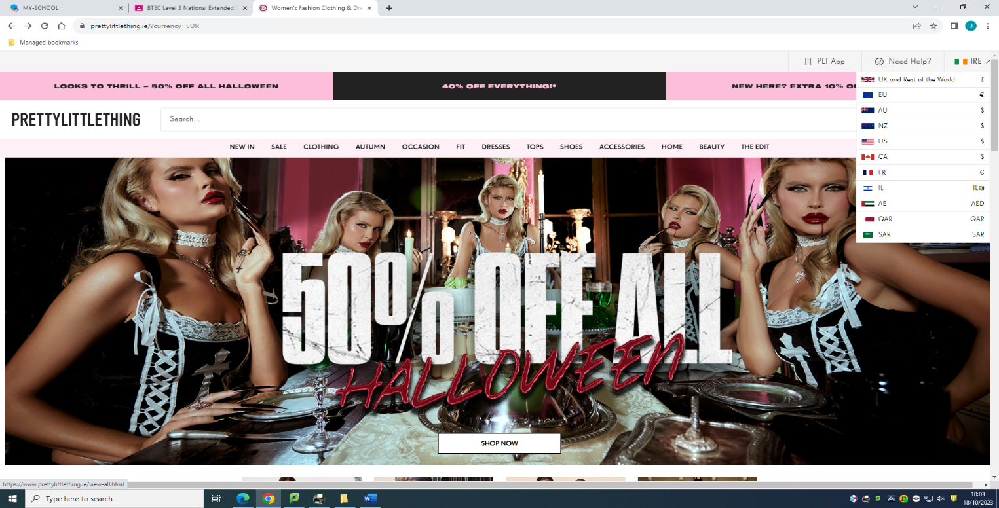 MY-SCHOOL
BTEC Level 3 National Extended
Women's Fashion Clothing & Dre
prettylittlething.ie/?currency=EUR
J
Managed bookmarks
PLT App
Need Help?
IRE
LOOKS TO THRILL – 50% OFF ALL HALLOWEEN
40% OFF EVERYTHING!*
NEW HERE? EXTRA 10% OF
UK and Rest of the World £
EU €
AU $
NZ $
US $
CA $
FR €
IL IL₪
AE AED
QAR QAR
SAR SAR
PRETTYLITTLETHING
Search...
NEW IN SALE CLOTHING AUTUMN OCCASION FIT DRESSES TOPS SHOES ACCESSORIES HOME BEAUTY THE EDIT
50% OFF ALL
HALLOWEEN
SHOP NOW
https://www.prettylittlething.ie/view-all.html
Type here to search
10:03
18/10/2023